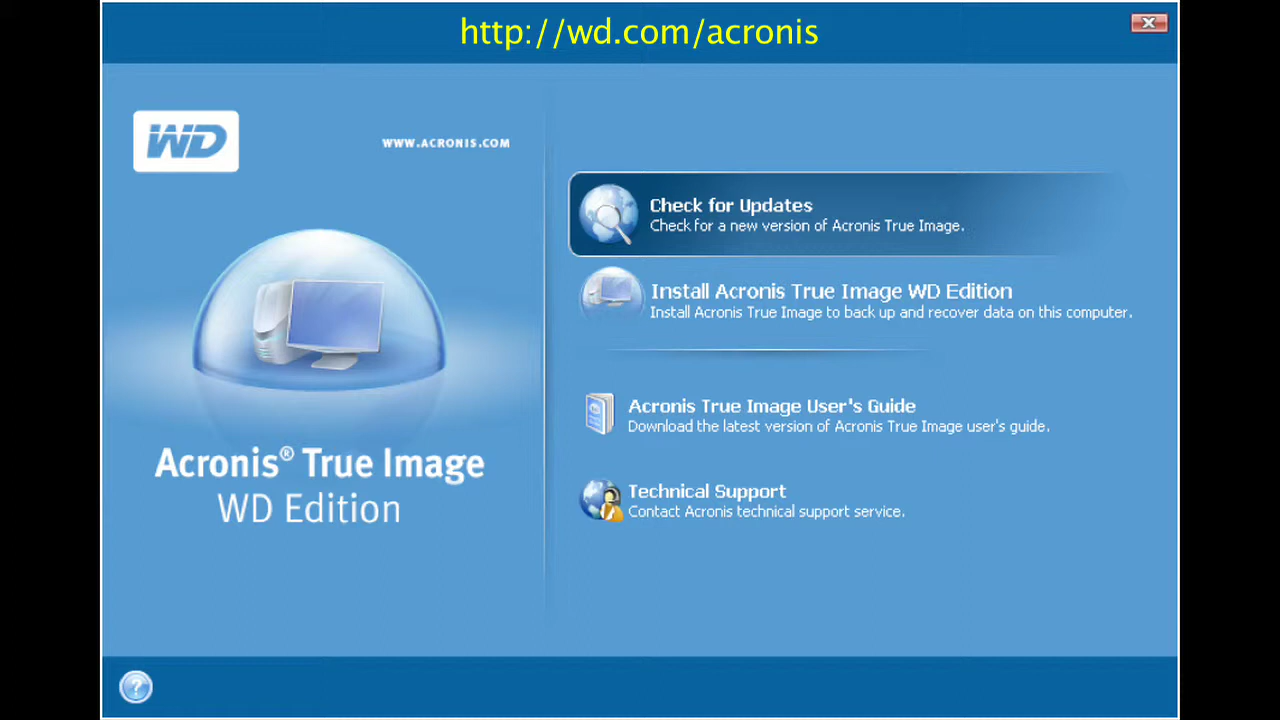 http://wd.com/acronis
WD
WWW.ACRONIS.COM
Check for Updates
Check for a new version of Acronis True Image.
Install Acronis True Image WD Edition
Install Acronis True Image to back up and recover data on this computer.
Acronis True Image User's Guide
Download the latest version of Acronis True Image user's guide.
Acronis® True Image
WD Edition
Technical Support
Contact Acronis technical support service.
?